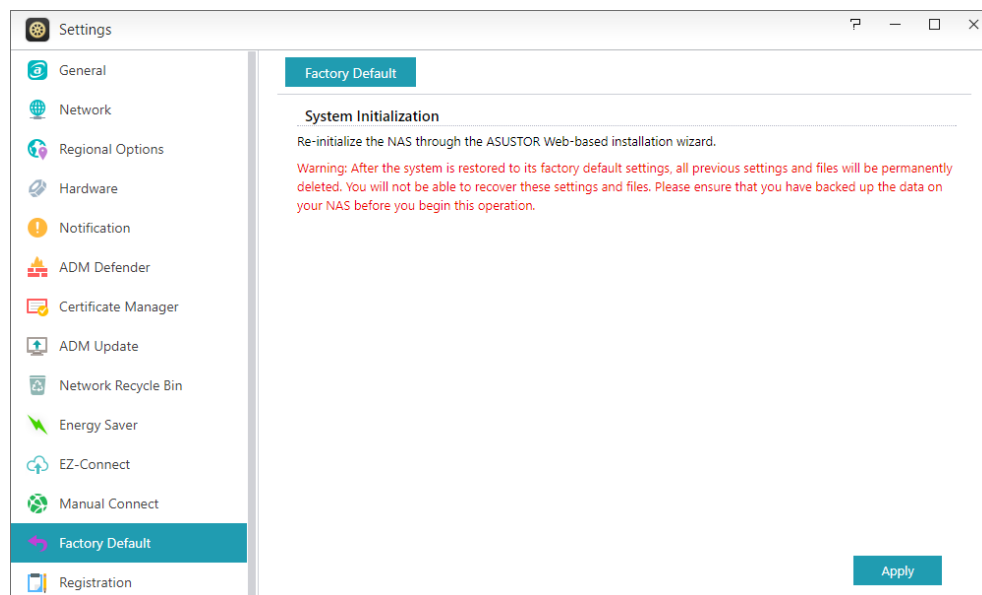 Settings
General
Network
Regional Options
Hardware
Notification
ADM Defender
Certificate Manager
ADM Update
Network Recycle Bin
Energy Saver
EZ-Connect
Manual Connect
Factory Default
Registration
Factory Default
System Initialization
Re-initialize the NAS through the ASUSTOR Web-based installation wizard.
Warning: After the system is restored to its factory default settings, all previous settings and files will be permanently
deleted. You will not be able to recover these settings and files. Please ensure that you have backed up the data on
your NAS before you begin this operation.
Apply